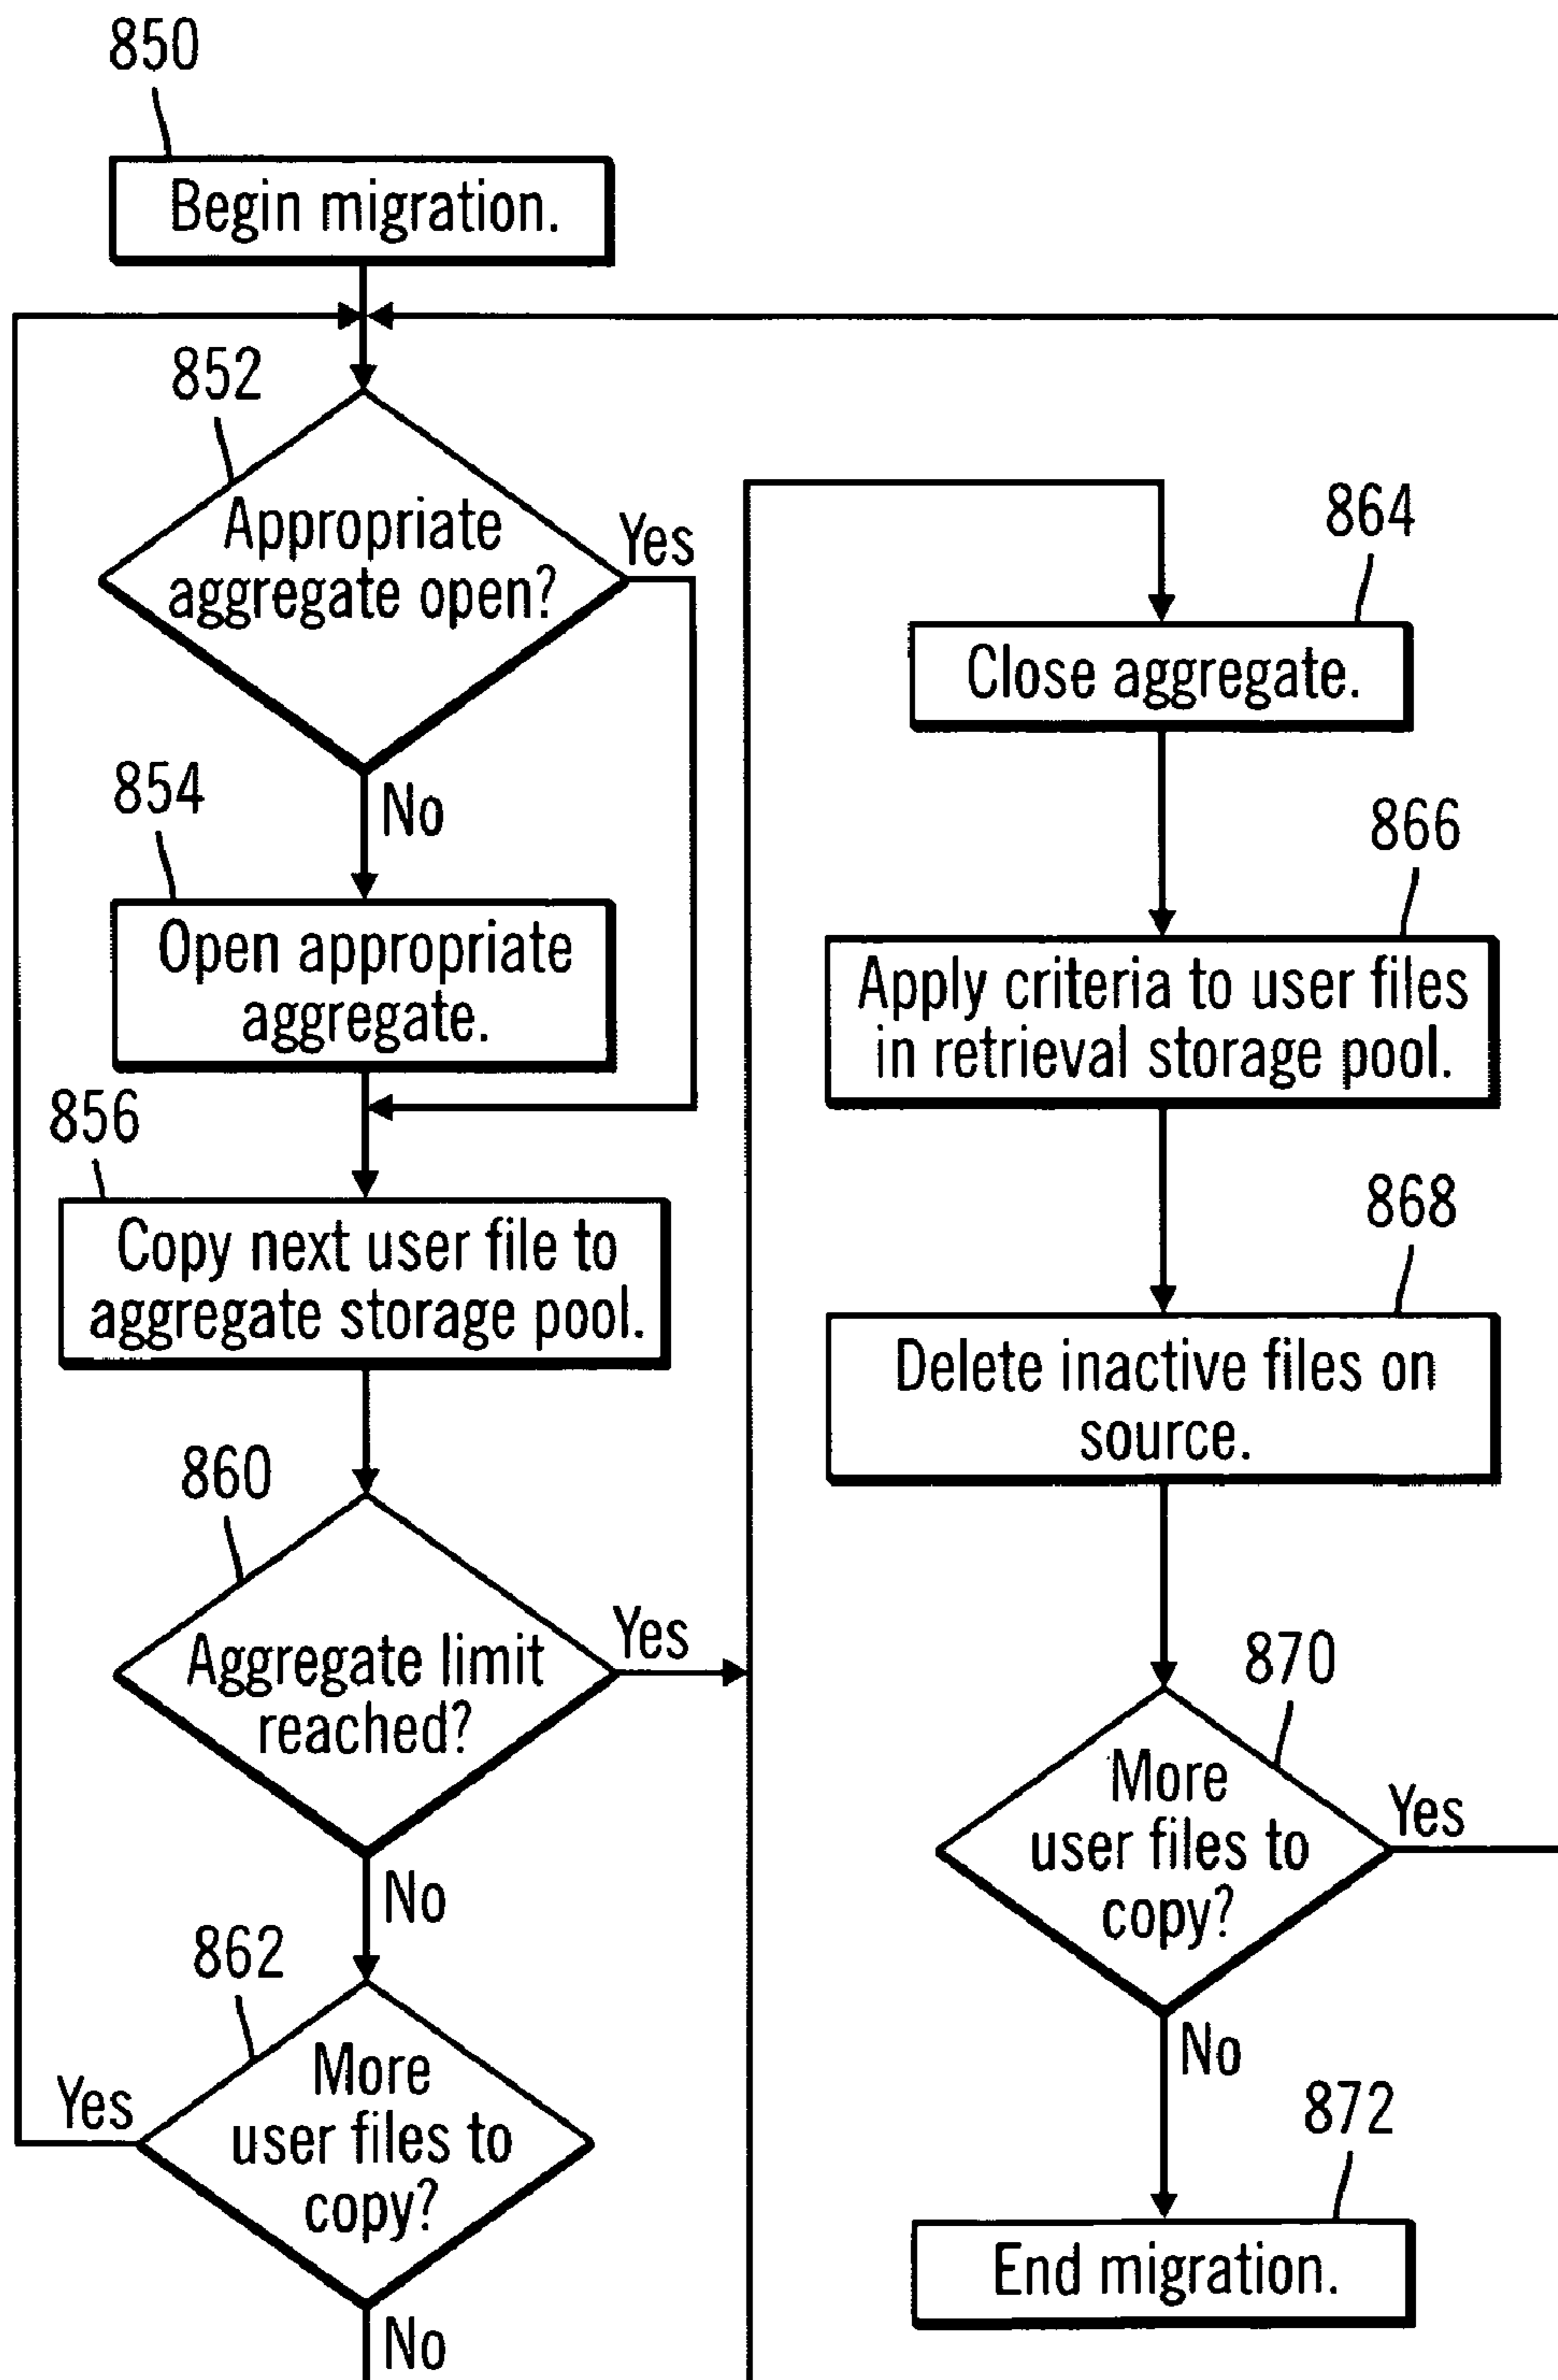 850
Begin migration.
852
Appropriate
aggregate open?
Yes
No
854
Open appropriate
aggregate.
856
Copy next user file to
aggregate storage pool.
860
Aggregate limit
reached?
Yes
No
862
More
user files to
copy?
Yes
No
864
Close aggregate.
866
Apply criteria to user files
in retrieval storage pool.
868
Delete inactive files on
source.
870
More
user files to
copy?
Yes
No
872
End migration.